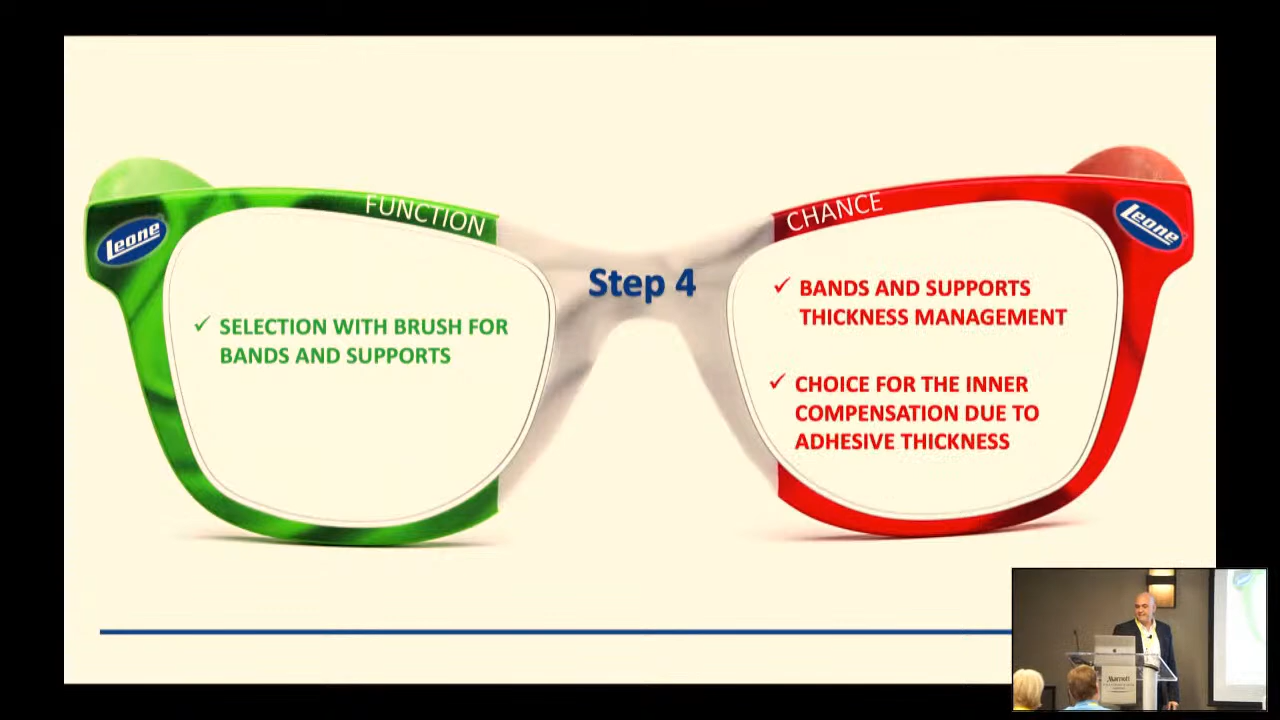 FUNCTION
CHANCE
Leone
Leone
Step 4
✓ SELECTION WITH BRUSH FOR
BANDS AND SUPPORTS
✓ BANDS AND SUPPORTS
THICKNESS MANAGEMENT
✓ CHOICE FOR THE INNER
COMPENSATION DUE TO
ADHESIVE THICKNESS
Marriott